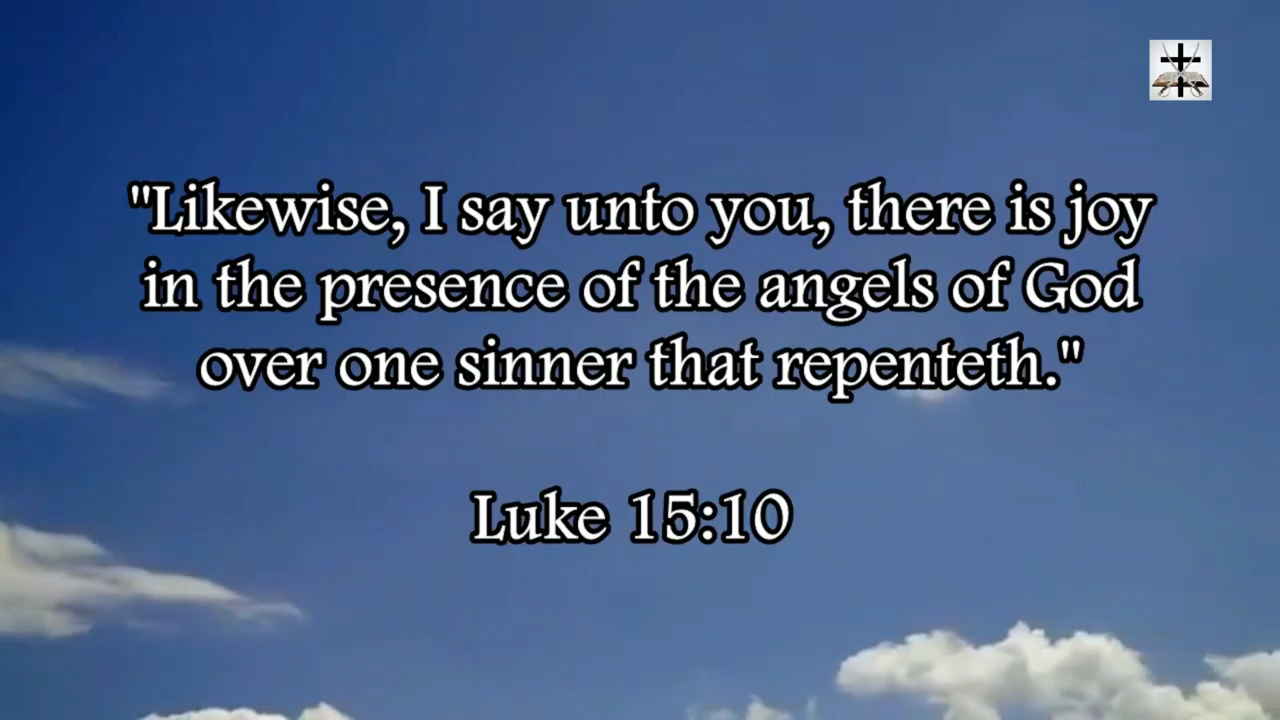 "Likewise, I say unto you, there is joy
in the presence of the angels of God
over one sinner that repenteth."
Luke 15:10